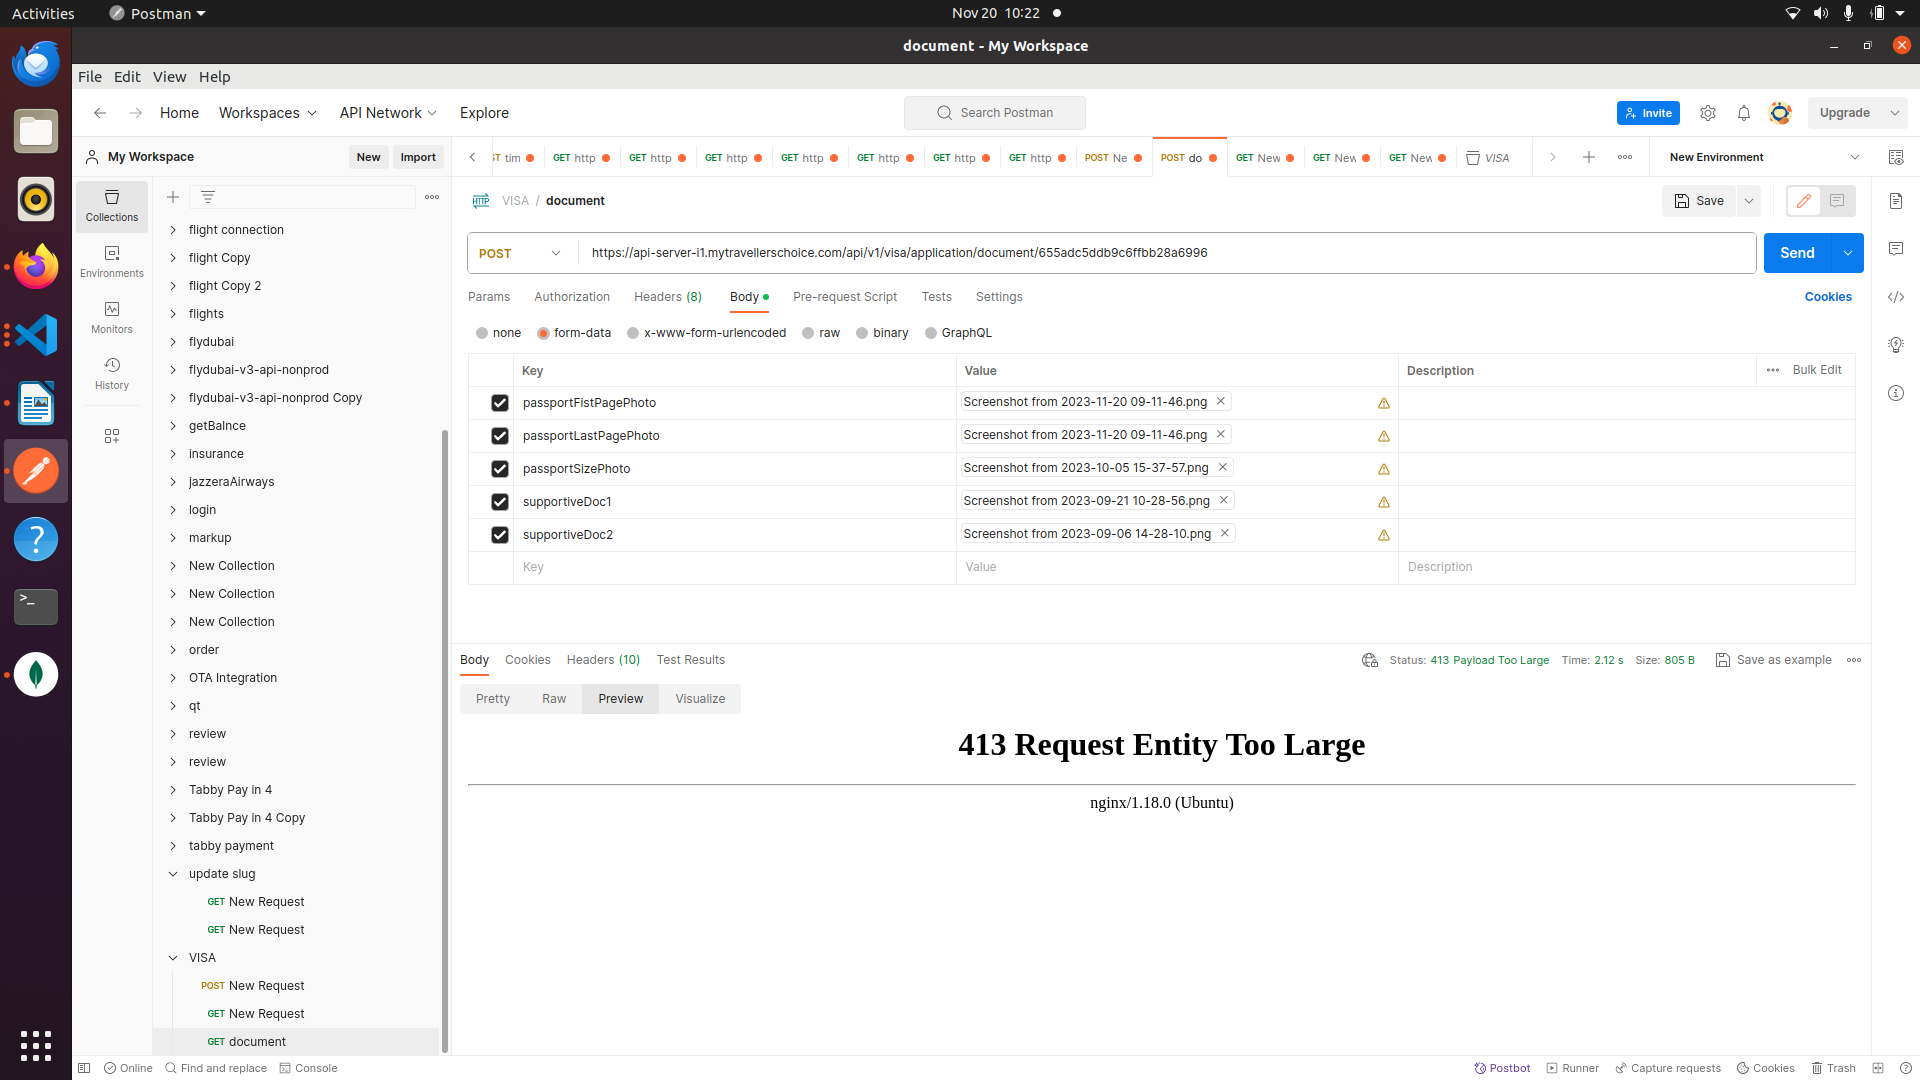 Activities
Postman
Nov 20 10:22
document - My Workspace
File Edit View Help
Home Workspaces API Network Explore
Search Postman
Invite
Upgrade
My Workspace
New Import
tim
GET http
GET http
GET http
GET http
GET http
GET http
GET http
POST Ne
POST do
GET New
GET New
GET New
VISA
New Environment
Collections
Environments
Monitors
History
flight connection
flight Copy
flight Copy 2
flights
flydubai
flydubai-v3-api-nonprod
flydubai-v3-api-nonprod Copy
getBalnce
insurance
jazzeraAirways
login
markup
New Collection
New Collection
New Collection
order
OTA Integration
qt
review
review
Tabby Pay in 4
Tabby Pay in 4 Copy
tabby payment
update slug
GET New Request
GET New Request
VISA
POST New Request
GET New Request
GET document
HTTP VISA / document
Save
POST https://api-server-i1.mytravellerschoice.com/api/v1/visa/application/document/655adc5ddb9c6ffbb28a6996
Send
Params Authorization Headers (8) Body Pre-request Script Tests Settings Cookies
none form-data x-www-form-urlencoded raw binary GraphQL
Key Value Description Bulk Edit
passportFistPagePhoto Screenshot from 2023-11-20 09-11-46.png
passportLastPagePhoto Screenshot from 2023-11-20 09-11-46.png
passportSizePhoto Screenshot from 2023-10-05 15-37-57.png
supportiveDoc1 Screenshot from 2023-09-21 10-28-56.png
supportiveDoc2 Screenshot from 2023-09-06 14-28-10.png
Key Value Description
Body Cookies Headers (10) Test Results
Status: 413 Payload Too Large Time: 2.12 s Size: 805 B Save as example
Pretty Raw Preview Visualize
413 Request Entity Too Large
nginx/1.18.0 (Ubuntu)
Online Find and replace Console
Postbot Runner Capture requests Cookies Trash